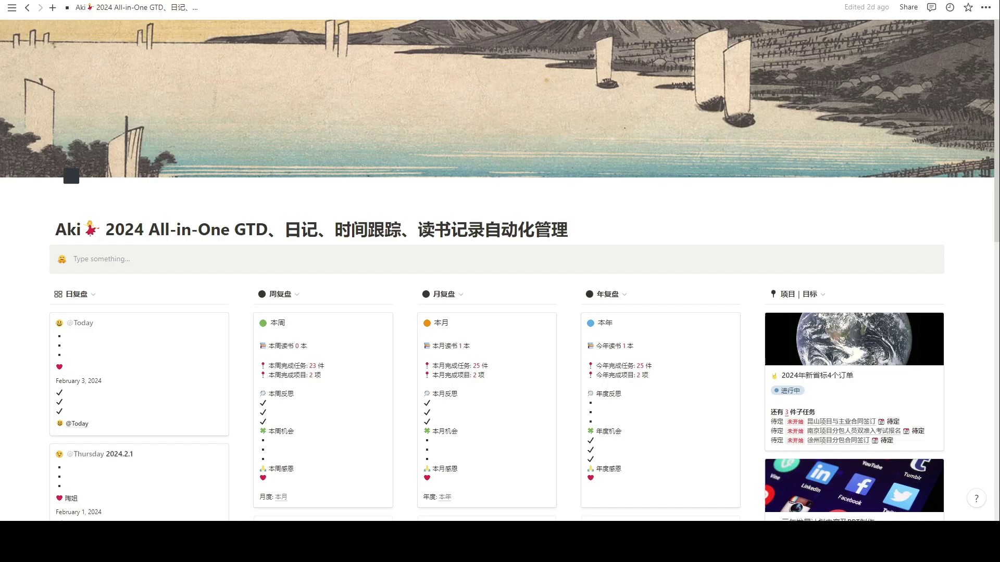 Aki 2024 All-in-One GTD、日记、...
Edited 2d ago
Share
Aki 2024 All-in-One GTD、日记、时间跟踪、读书记录自动化管理
Type something...
日复盘
@Today
February 3, 2024
@Today
@Thursday 2024.2.1
陶姐
February 1, 2024
周复盘
本周
本周读书 0 本
本周完成任务: 23 件
本周完成项目: 2 项
本周反思
本周机会
本周感恩
月度: 本月
月复盘
本月
本月读书 1 本
本月完成任务: 25 件
本月完成项目: 2 项
本月反思
本月机会
本月感恩
年度: 本年
年复盘
本年
今年读书 1 本
今年完成任务: 25 件
今年完成项目: 2 项
年度反思
年度机会
年度感恩
项目 | 目标
2024年新省标4个订单
进行中
还有 3 件子任务
待定 未开始 昆山项目与主业合同签订 待定
待定 未开始 南京项目分包人员双准入考试报名 待定
待定 未开始 徐州项目分包合同签订 待定
Vine
LinkedIn
YouTube
Facebook
Tumblr
?